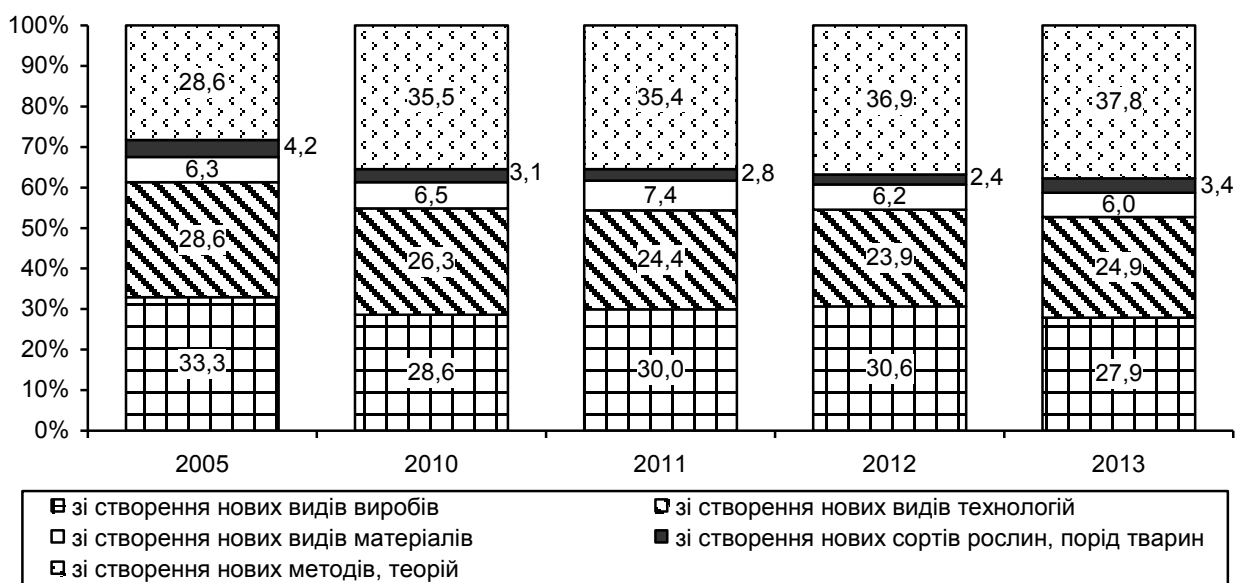 100%
90%
80%
70%
60%
50%
40%
30%
20%
10%
0%
28,6 35,5 35,4 36,9 37,8
4,2 3,1 2,8 2,4 3,4
6,3 6,5 7,4 6,2 6,0
28,6 26,3 24,4 23,9 24,9
33,3 28,6 30,0 30,6 27,9
2005 2010 2011 2012 2013
зі створення нових видів виробів зі створення нових видів технологій
зі створення нових видів матеріалів зі створення нових сортів рослин, порід тварин
зі створення нових методів, теорій